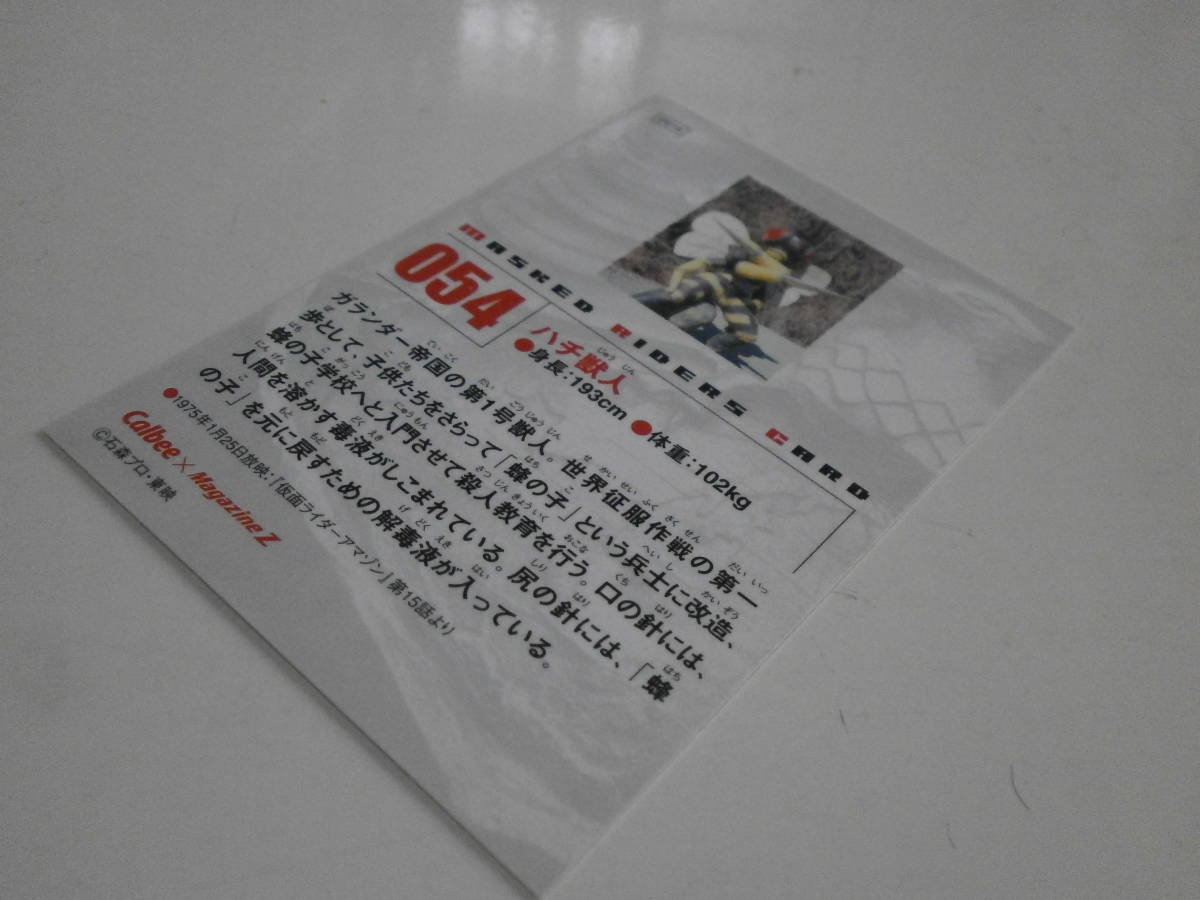 MASKED RIDERS CARD
054
ハチ獣人
じゅう じん
●身長:193cm ●体重:102kg
ガランダー帝国の第1号獣人。世界征服作戦の第一
歩として、子供たちをさらって「蜂の子」という兵士に改造、
蜂の子学校へと入門させて殺人教育を行う。口の針には、
人間を溶かす毒液がしこまれている。尻の針には、「蜂
の子」を元に戻すための解毒液が入っている。
●1975年1月25日放映・『仮面ライダーアマゾン』第15話より
Calbee × Magazine Z
©石森プロ・東映